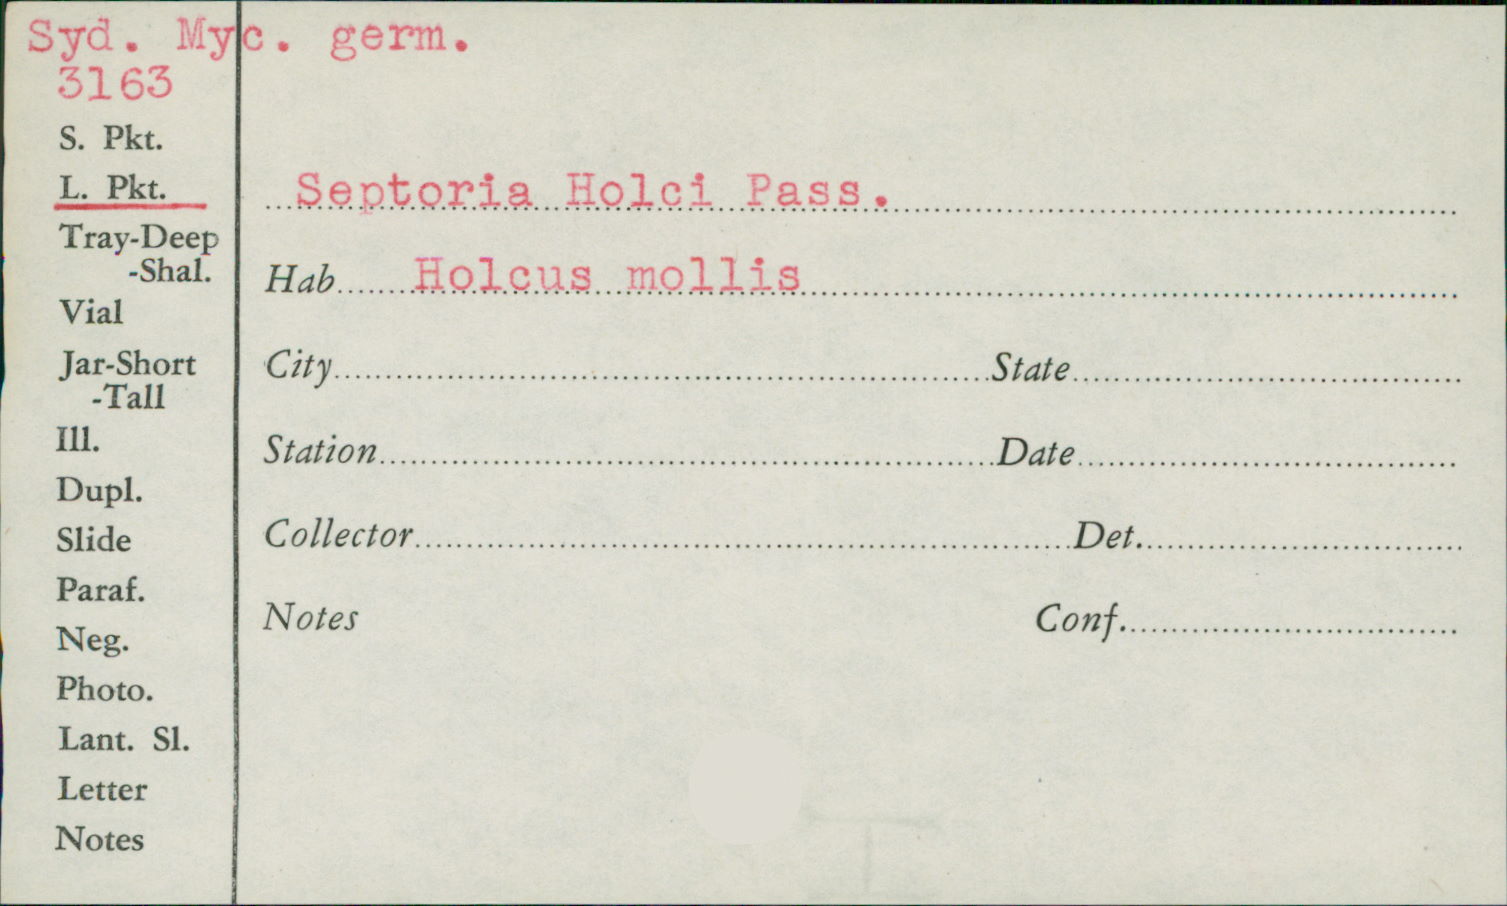 Syd. Myc. germ.
3163
S. Pkt.
L. Pkt.
Tray-Deep
-Shal.
Vial
Jar-Short
-Tall
Ill.
Dupl.
Slide
Paraf.
Neg.
Photo.
Lant. Sl.
Letter
Notes
Septoria Holci Pass.
Hab Holcus mollis
City State
Station Date
Collector Det.
Notes Conf.